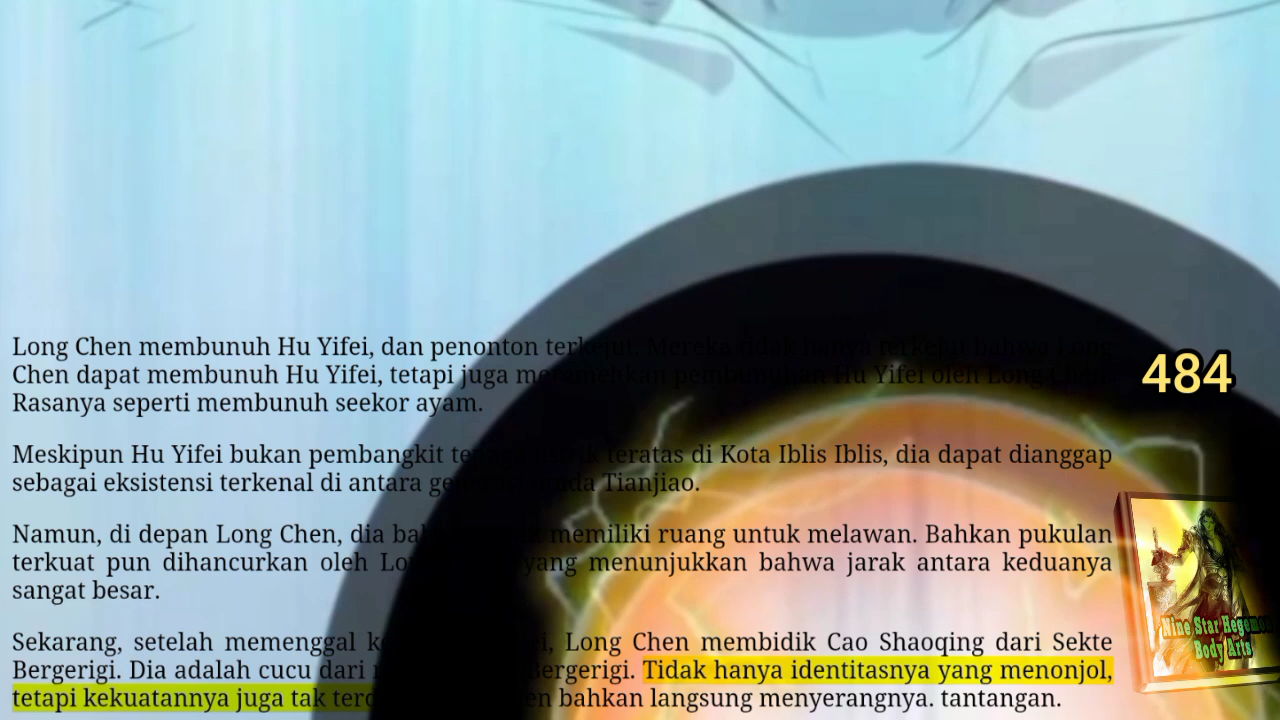 Long Chen membunuh Hu Yifei, dan penonton terkejut. Mereka tidak hanya terkejut bahwa Long
Chen dapat membunuh Hu Yifei, tetapi juga meremehkan pembunuhan Hu Yifei oleh Long Chen.
Rasanya seperti membunuh seekor ayam.
484
Meskipun Hu Yifei bukan pembangkit teratas di Kota Iblis Iblis, dia dapat dianggap
sebagai eksistensi terkenal di antara Tianjiao.
Namun, di depan Long Chen, dia memiliki ruang untuk melawan. Bahkan pukulan
terkuat pun dihancurkan oleh yang menunjukkan bahwa jarak antara keduanya
sangat besar.
Sekarang, setelah memenggal Long Chen membidik Cao Shaoqing dari Sekte
Bergerigi. Dia adalah cucu dari Bergerigi. Tidak hanya identitasnya yang menonjol,
tetapi kekuatannya juga tak bahkan langsung menyerangnya. tantangan.
Nine Star Hegemon
Body Arts